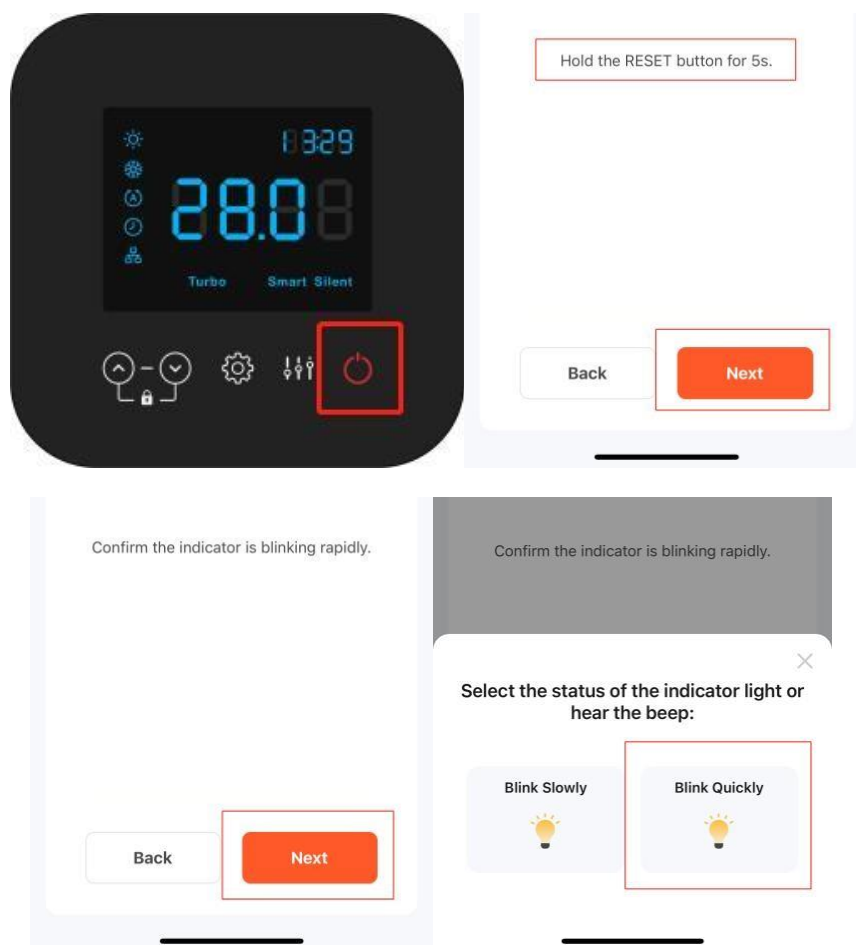 13:29
28.0
Turbo Smart Silent
Hold the RESET button for 5s.
Back Next
Confirm the indicator is blinking rapidly.
Back Next
Confirm the indicator is blinking rapidly.
Select the status of the indicator light or
hear the beep:
Blink Slowly Blink Quickly